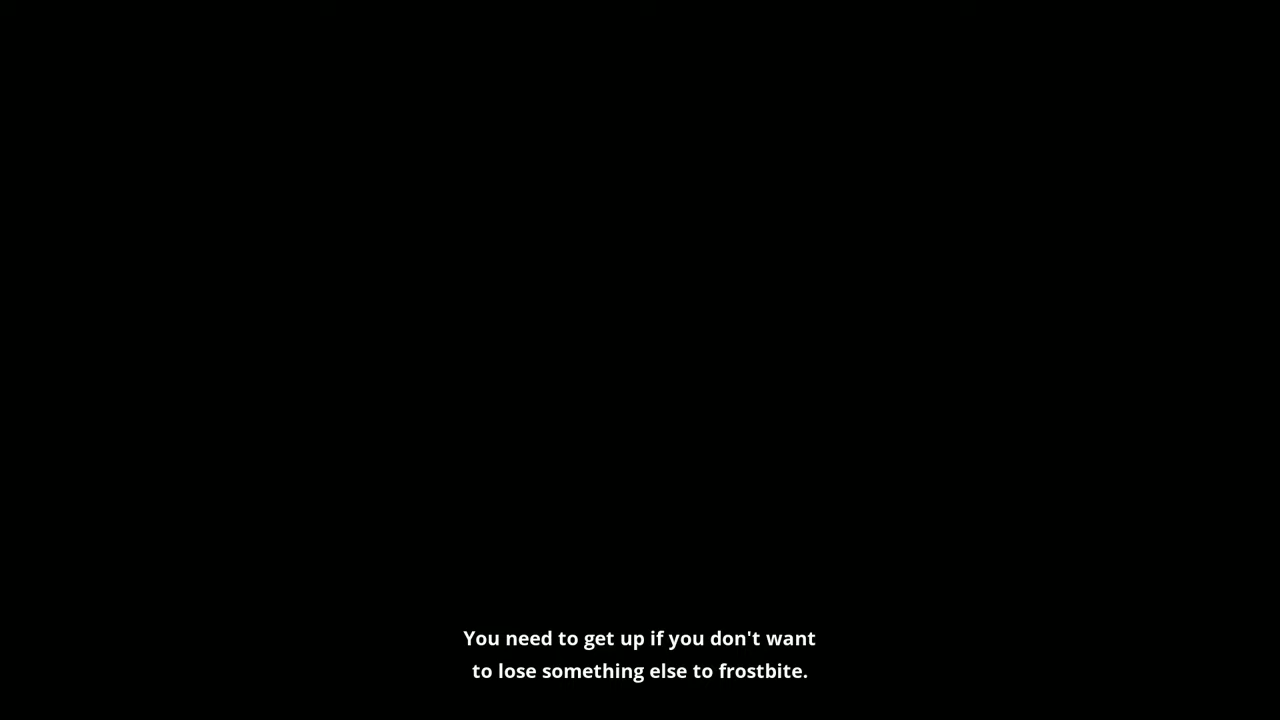 You need to get up if you don't want
to lose something else to frostbite.